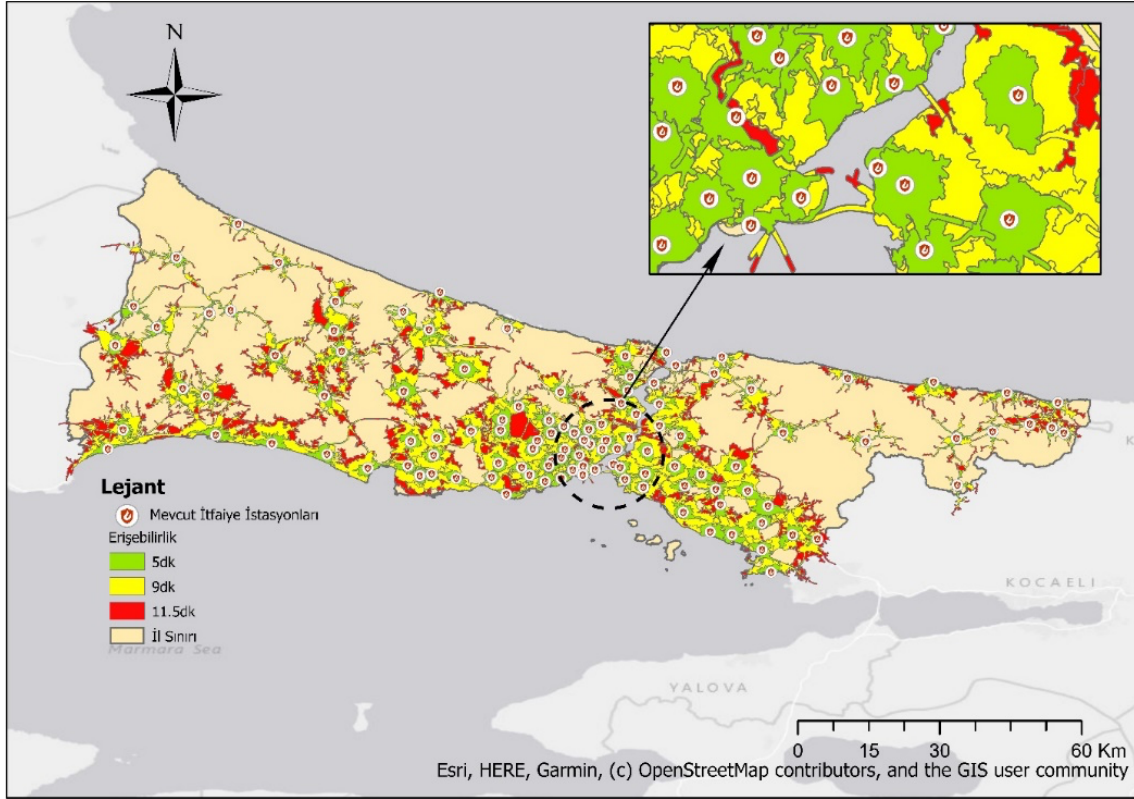 N
Lejant
Mevcut İtfaiye İstasyonları
Erişebilirlik
5dk
9dk
11.5dk
İl Sınırı
Marmara Sea
KOCAELİ
YALOVA
0 15 30 60 Km
Esri, HERE, Garmin, (c) OpenStreetMap contributors, and the GIS user community